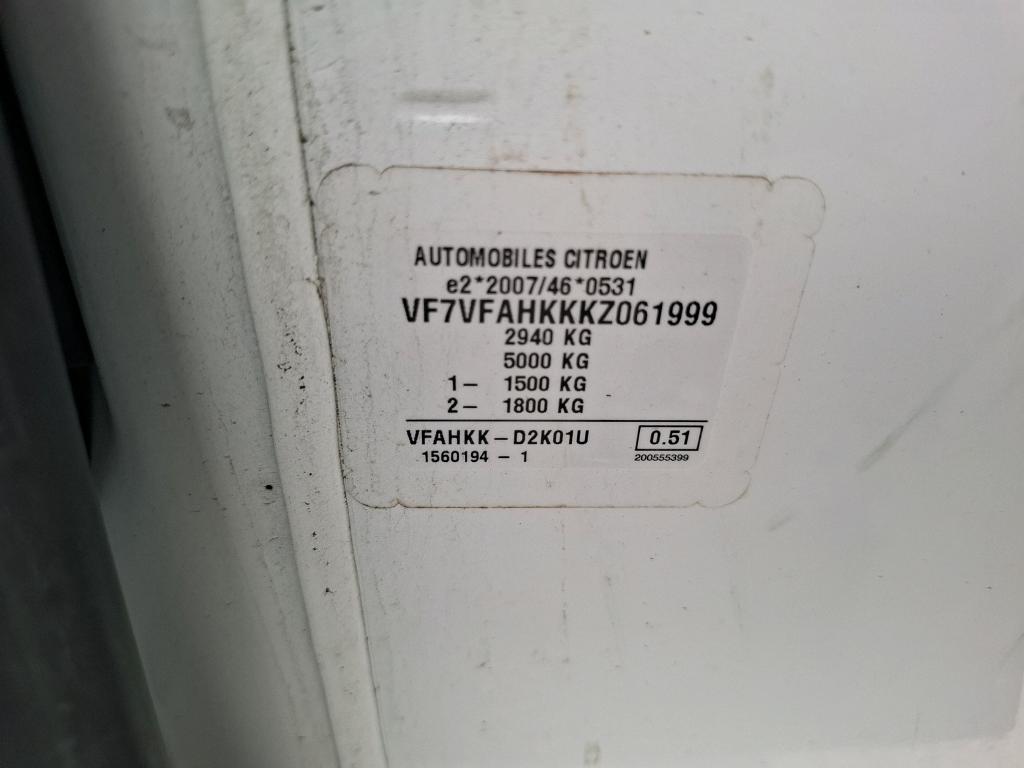 AUTOMOBILES CITROEN
e2*2007/46*0531
VF7VFAHKKKZ061999
2940 KG
5000 KG
1- 1500 KG
2- 1800 KG
VFAHKK-D2K01U 0.51
1560194 - 1 200555399